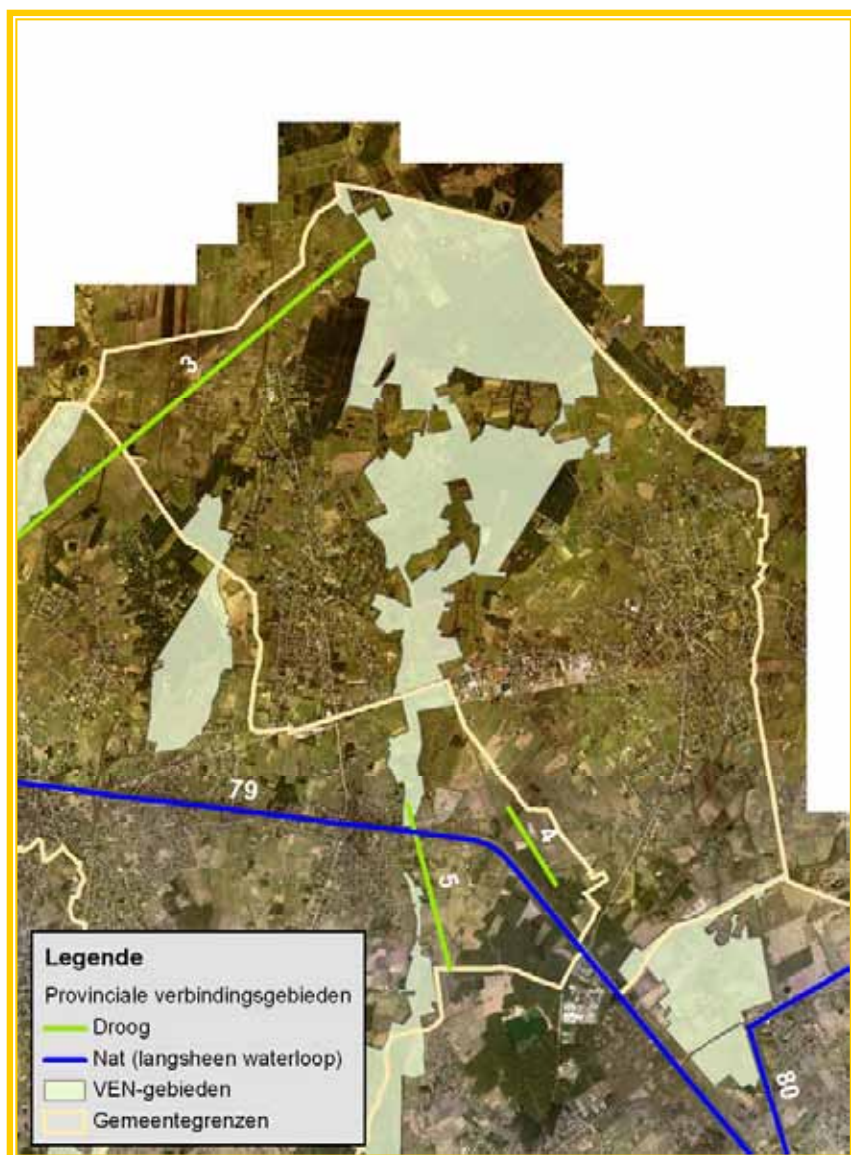 3
79
4
5
80
Legende
Provinciale verbindingsgebieden
Droog
Nat (langsheen waterloop)
VEN-gebieden
Gemeentegrenzen